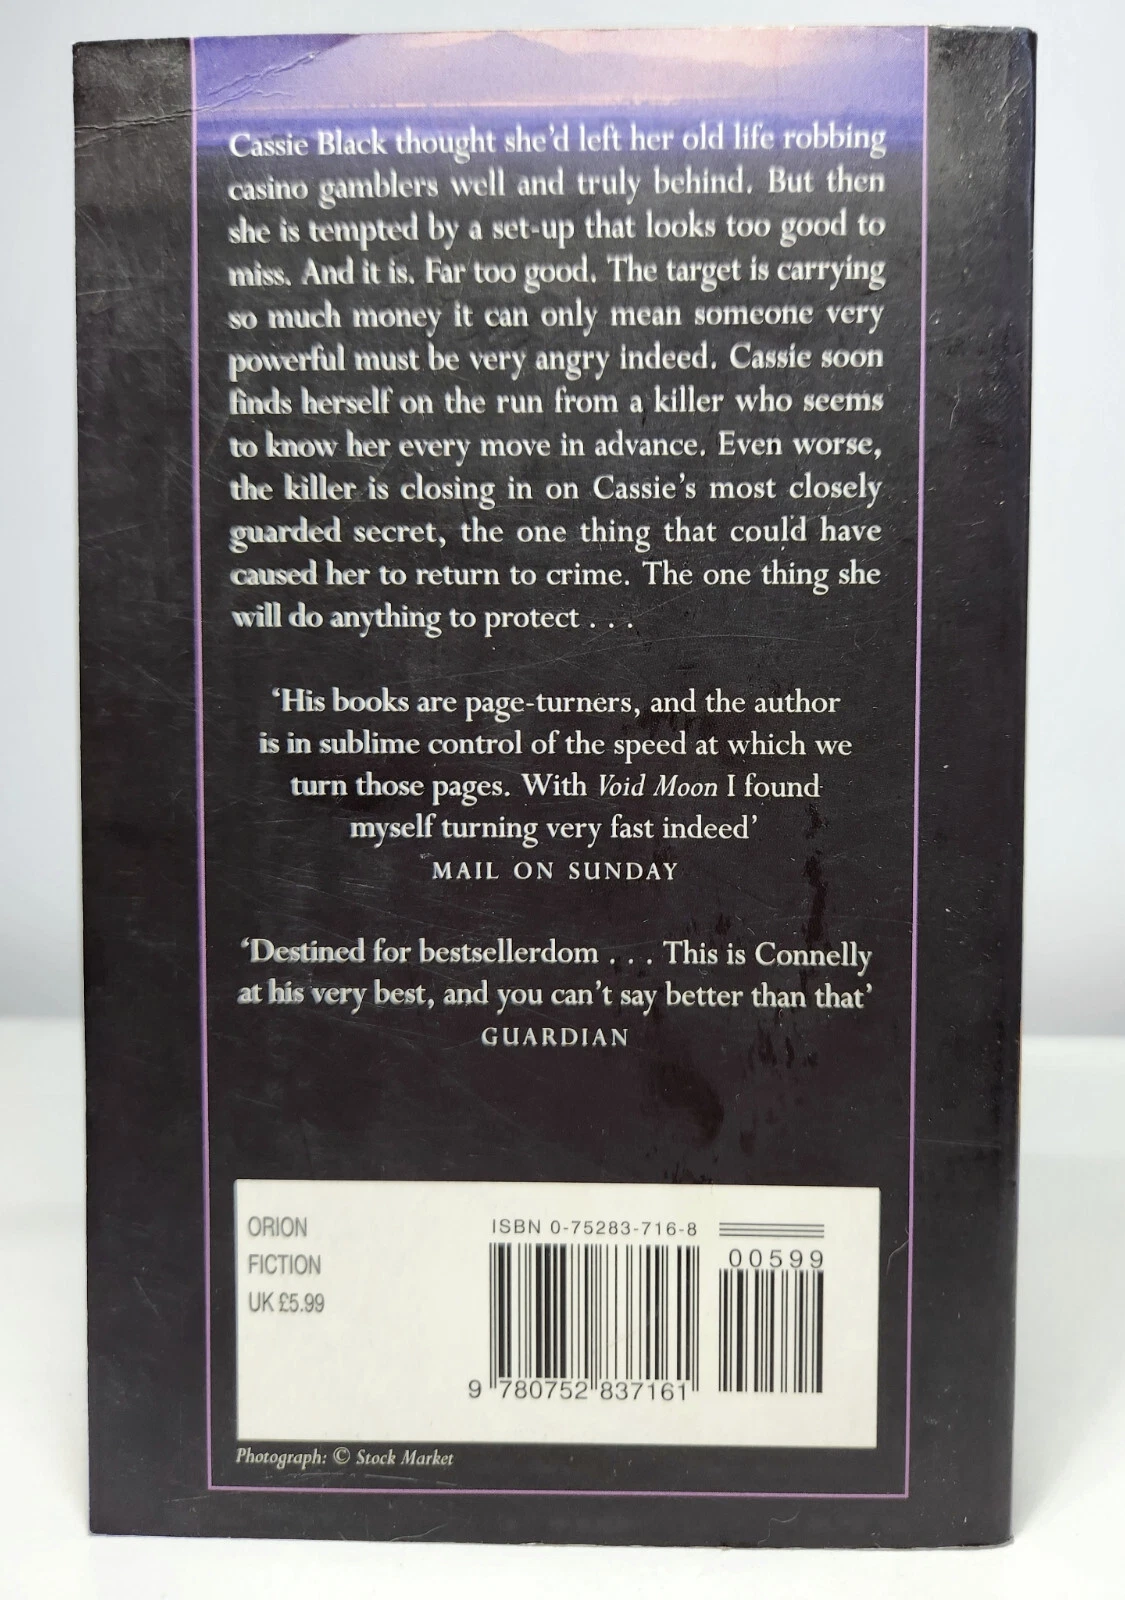 Cassie Black thought she'd left her old life robbing
casino gamblers well and truly behind. But then
she is tempted by a set-up that looks too good to
miss. And it is. Far too good. The target is carrying
so much money it can only mean someone very
powerful must be very angry indeed. Cassie soon
finds herself on the run from a killer who seems
to know her every move in advance. Even worse,
the killer is closing in on Cassie's most closely
guarded secret, the one thing that could have
caused her to return to crime. The one thing she
will do anything to protect . . .
‘His books are page-turners, and the author
is in sublime control of the speed at which we
turn those pages. With Void Moon I found
myself turning very fast indeed’
MAIL ON SUNDAY
‘Destined for bestsellerdom . . . This is Connelly
at his very best, and you can't say better than that’
GUARDIAN
ORION
FICTION
UK £5.99
ISBN 0-75283-716-8
00599
9 780752 837161
Photograph: © Stock Market